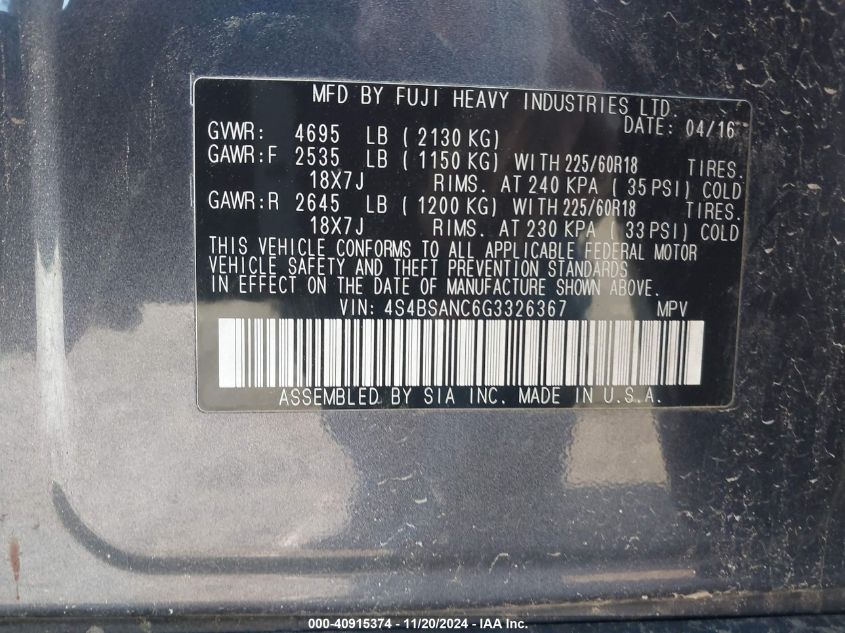 MFD BY FUJI HEAVY INDUSTRIES LTD.
DATE: 04/16
GVWR: 4695 LB ( 2130 KG)
GAWR:F 2535 LB ( 1150 KG) WITH 225/60R18 TIRES.
18X7J RIMS. AT 240 KPA ( 35 PSI) COLD
GAWR:R 2645 LB ( 1200 KG) WITH 225/60R18 TIRES.
18X7J RIMS. AT 230 KPA ( 33 PSI) COLD
THIS VEHICLE CONFORMS TO ALL APPLICABLE FEDERAL MOTOR
VEHICLE SAFETY AND THEFT PREVENTION STANDARDS
IN EFFECT ON THE DATE OF MANUFACTURE SHOWN ABOVE.
VIN: 4S4BSANC6G3326367 MPV
ASSEMBLED BY SIA INC. MADE IN U.S.A.
000-40915374 - 11/20/2024 - IAA Inc.